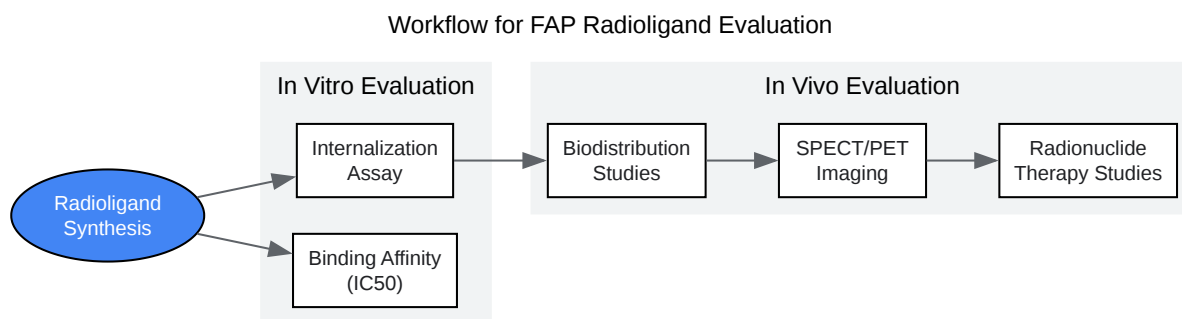 Workflow for FAP Radioligand Evaluation
In Vitro Evaluation
In Vivo Evaluation
Radioligand
Synthesis
Internalization
Assay
Binding Affinity
(IC50)
Biodistribution
Studies
SPECT/PET
Imaging
Radionuclide
Therapy Studies